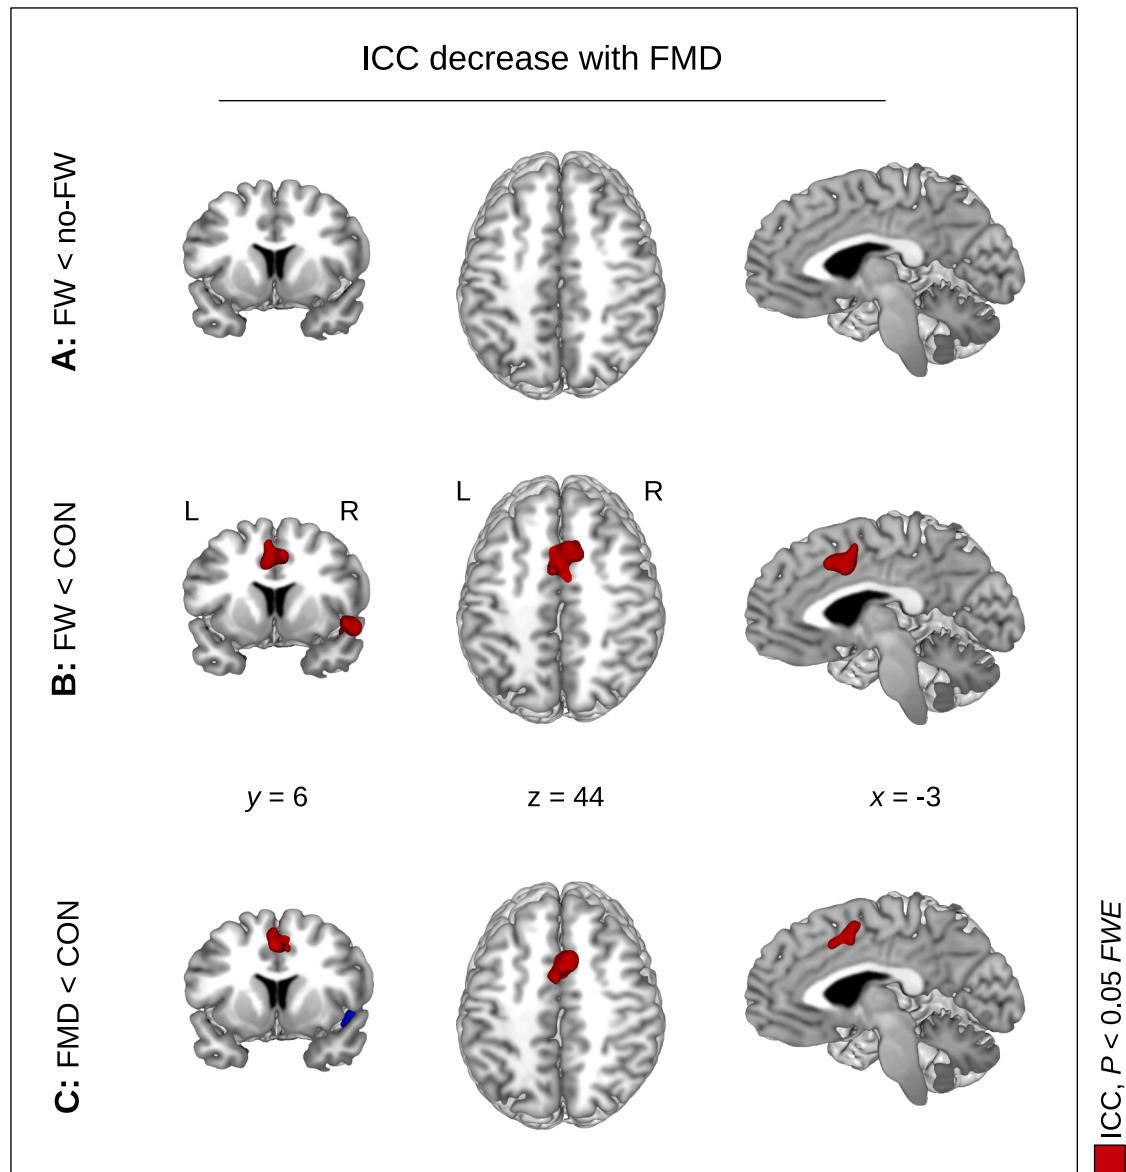 ICC decrease with FMD
A: FW < no-FW
L R L R
B: FW < CON
y = 6 z = 44 x = -3
C: FMD < CON
ICC, P < 0.05 FWE